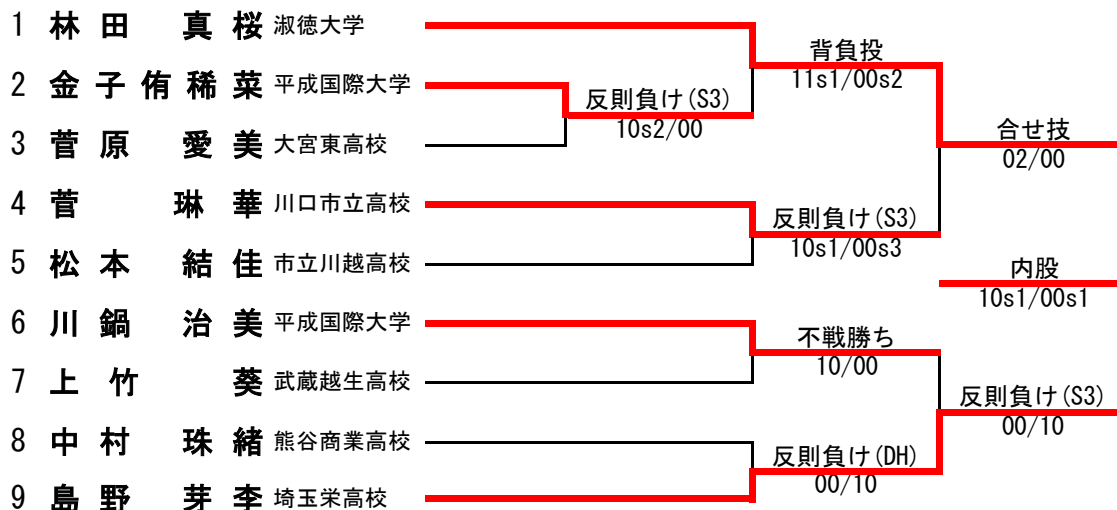 1 林田 真桜 淑徳大学
2 金子侑稀菜 平成国際大学
3 菅原 愛美 大宮東高校
4 菅 琳華 川口市立高校
5 松本 結佳 市立川越高校
6 川鍋 治美 平成国際大学
7 上竹 葵 武蔵越生高校
8 中村 珠緒 熊谷商業高校
9 島野 芽李 埼玉栄高校
反則負け(S3)
10s2/00
背負投
11s1/00s2
反則負け(S3)
10s1/00s3
不戦勝ち
10/00
反則負け(DH)
00/10
合せ技
02/00
内股
10s1/00s1
反則負け(S3)
00/10